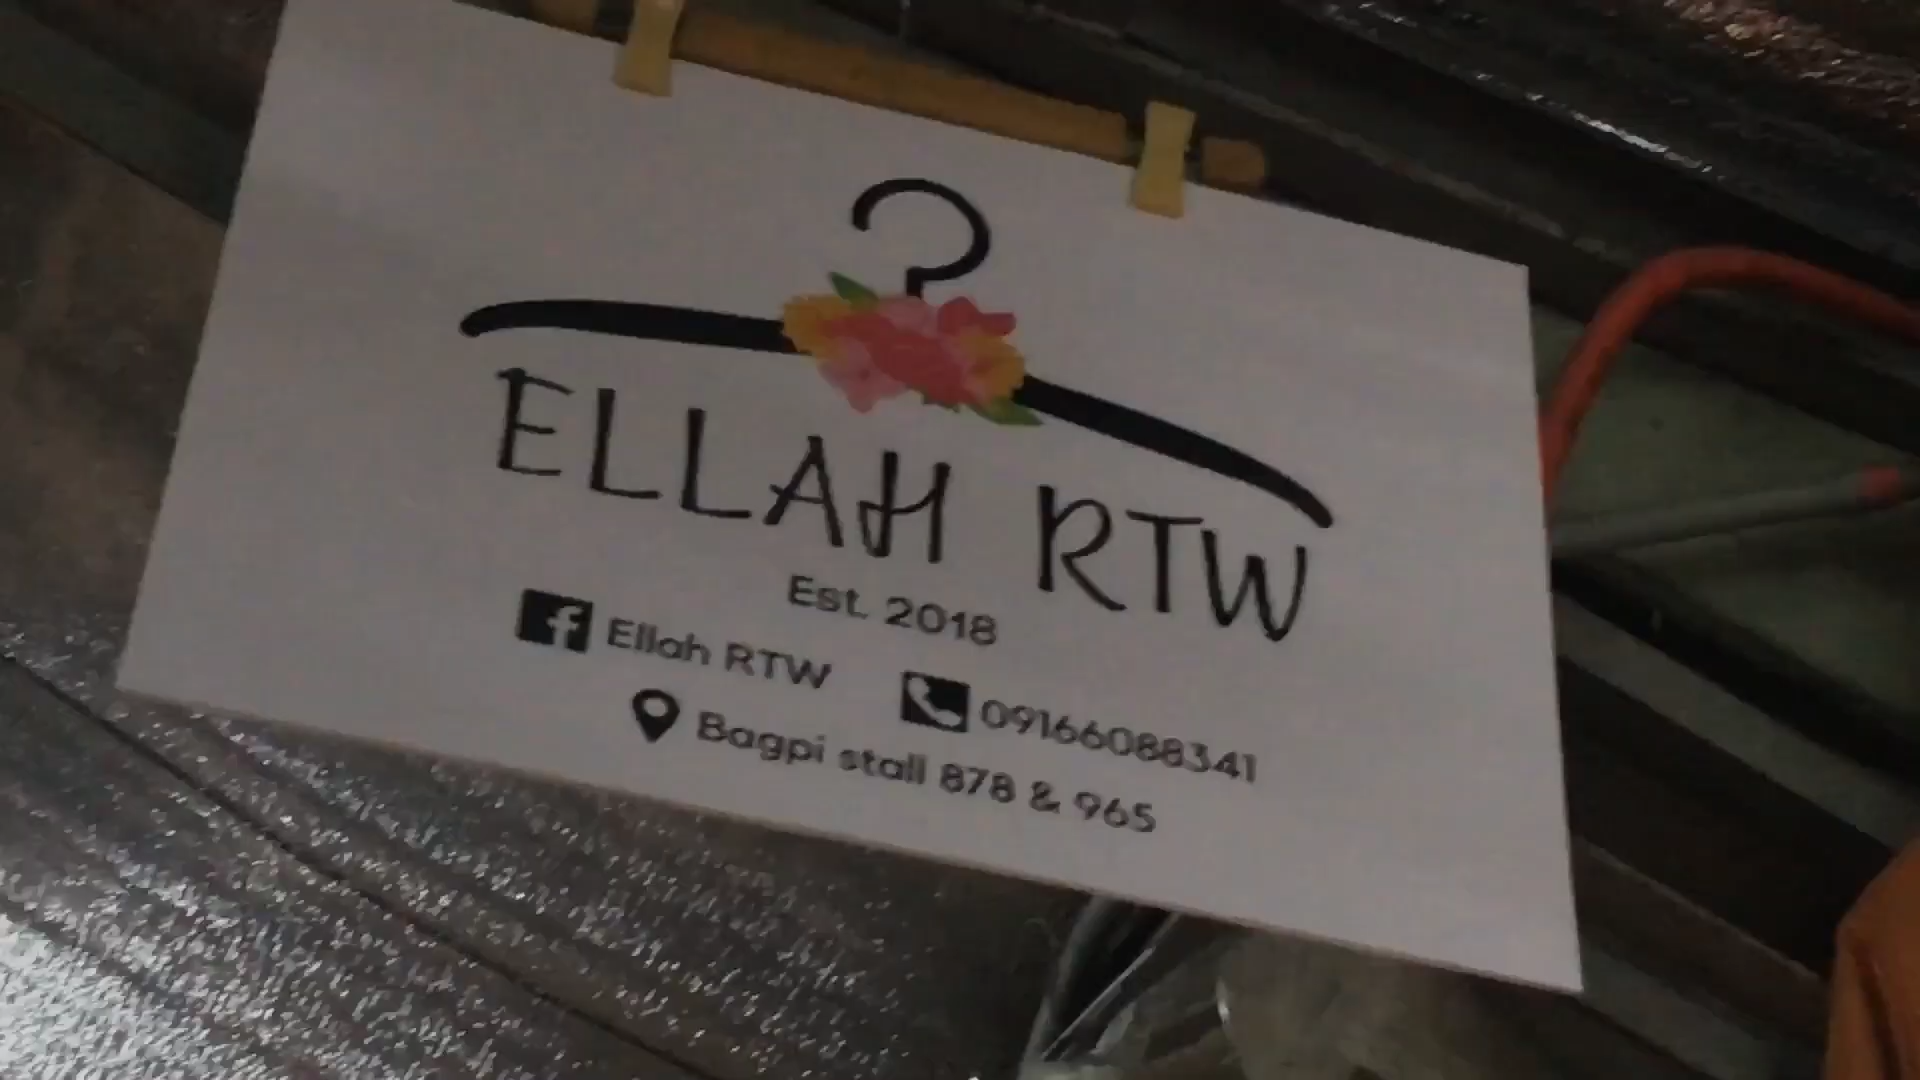 ELLAH RTW
Est. 2018
Ellah RTW 09166088341
Bagpi stall 878 & 965